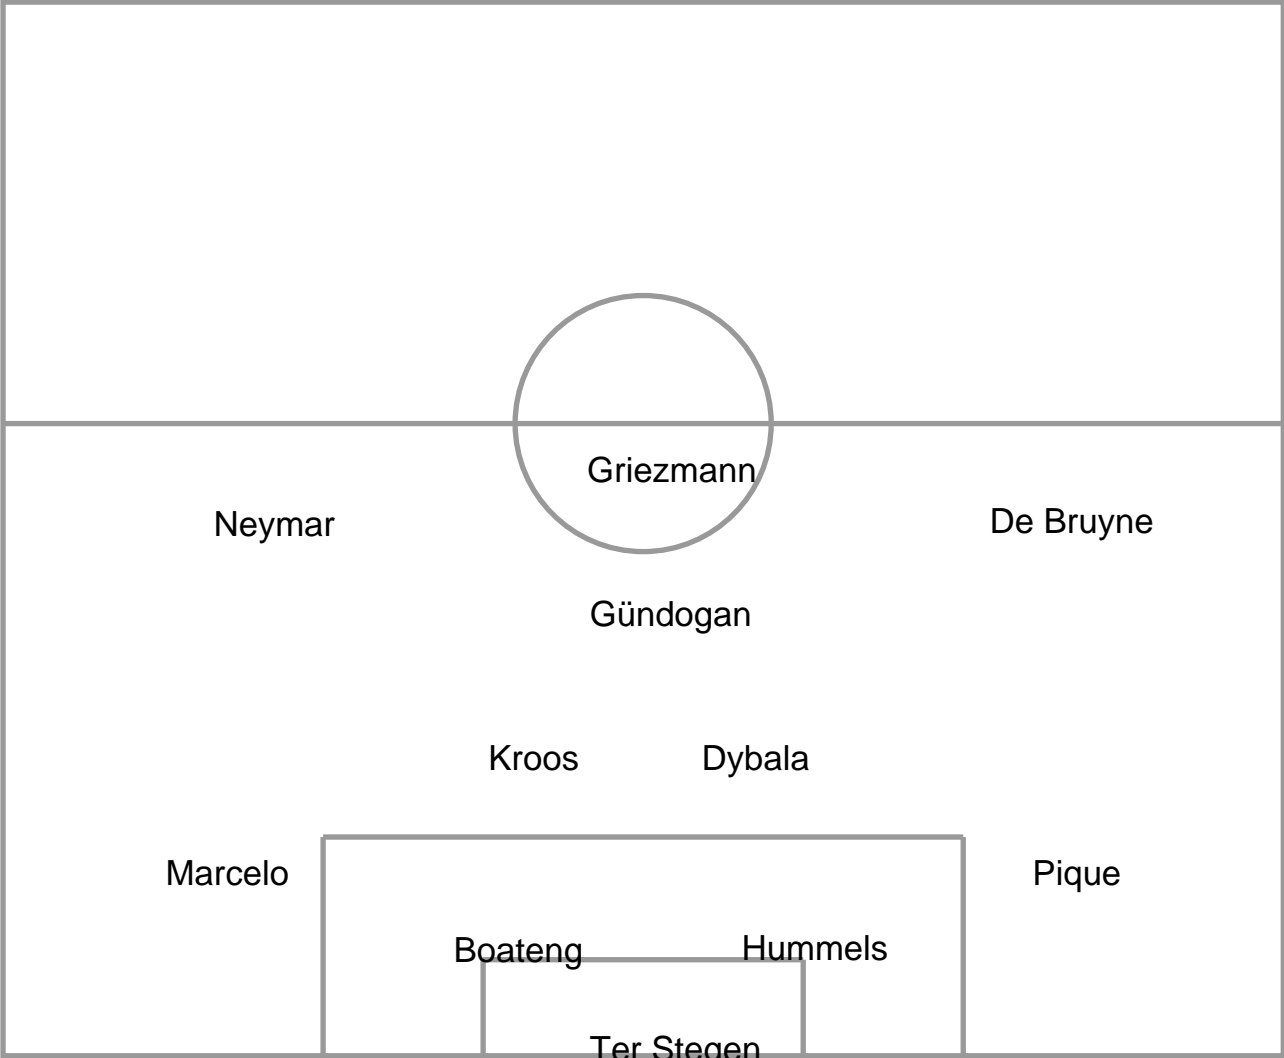 Griezmann
Neymar
De Bruyne
Gündogan
Kroos
Dybala
Marcelo
Pique
Boateng
Hummels
Ter Stegen